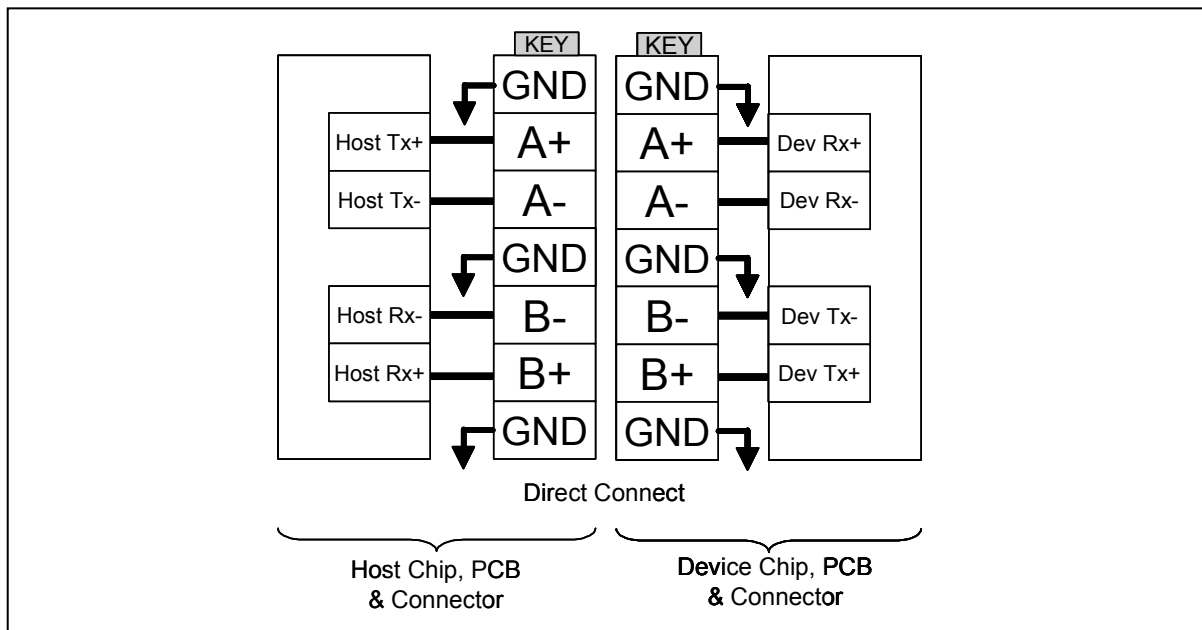 KEY KEY
GND GND
Host Tx+ A+ A+ Dev Rx+
Host Tx- A- A- Dev Rx-
GND GND
Host Rx- B- B- Dev Tx-
Host Rx+ B+ B+ Dev Tx+
GND GND
Direct Connect
Host Chip, PCB
& Connector
Device Chip, PCB
& Connector